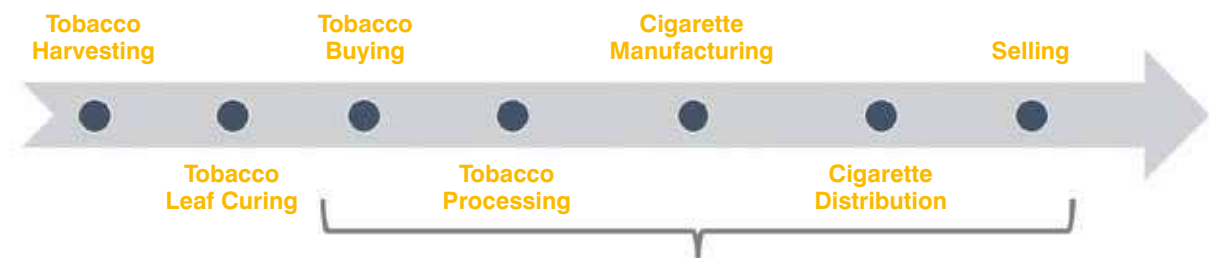 Tobacco
Harvesting
Tobacco
Buying
Cigarette
Manufacturing
Selling
Tobacco
Leaf Curing
Tobacco
Processing
Cigarette
Distribution